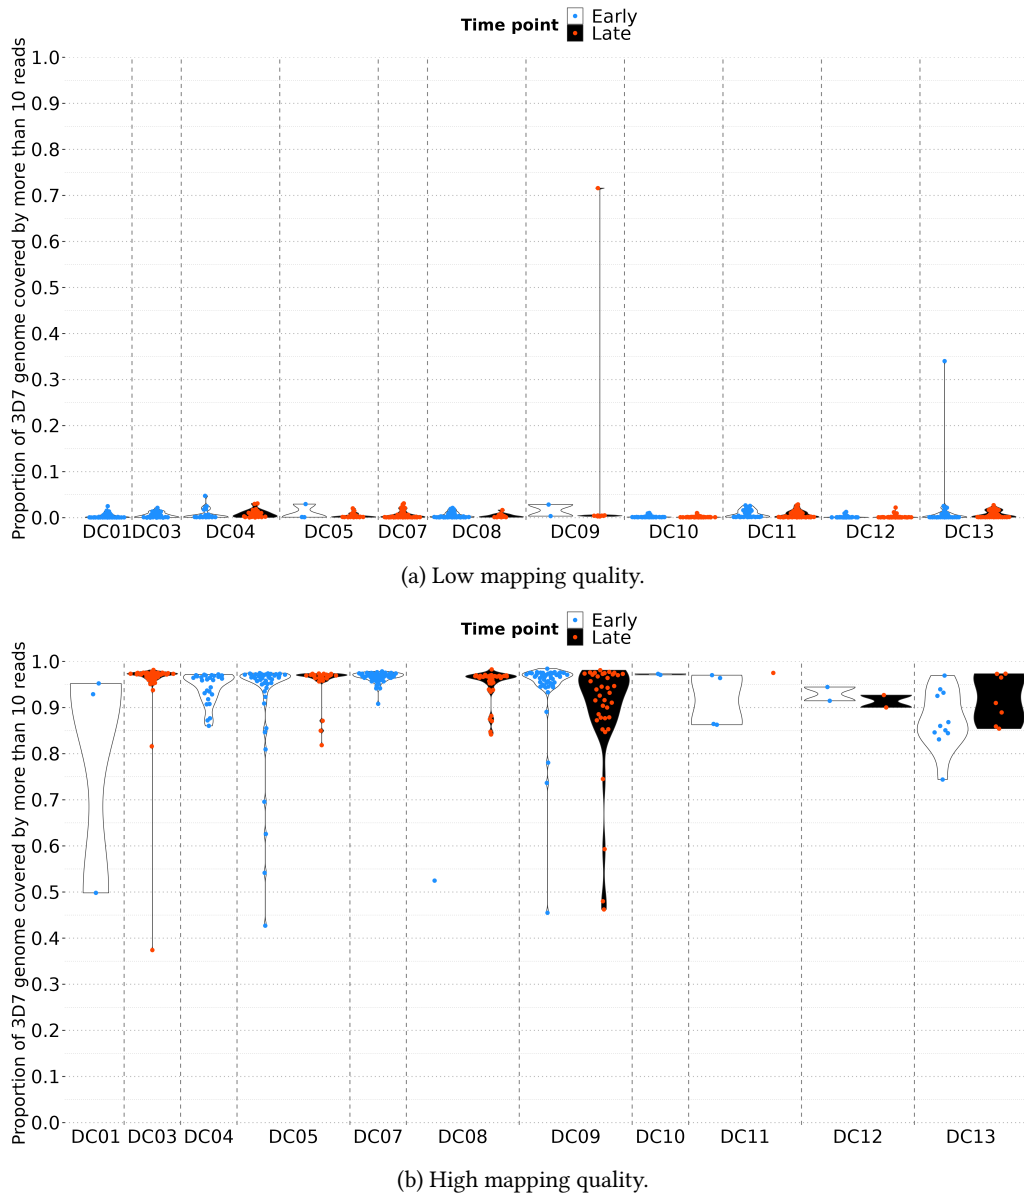 Time point
Early
Late
Proportion of 3D7 genome covered by more than 10 reads
1.0
0.9
0.8
0.7
0.6
0.5
0.4
0.3
0.2
0.1
0.0
DC01 DC03 DC04 DC05 DC07 DC08 DC09 DC10 DC11 DC12 DC13
(a) Low mapping quality.
Time point
Early
Late
Proportion of 3D7 genome covered by more than 10 reads
1.0
0.9
0.8
0.7
0.6
0.5
0.4
0.3
0.2
0.1
0.0
DC01 DC03 DC04 DC05 DC07 DC08 DC09 DC10 DC11 DC12 DC13
(b) High mapping quality.